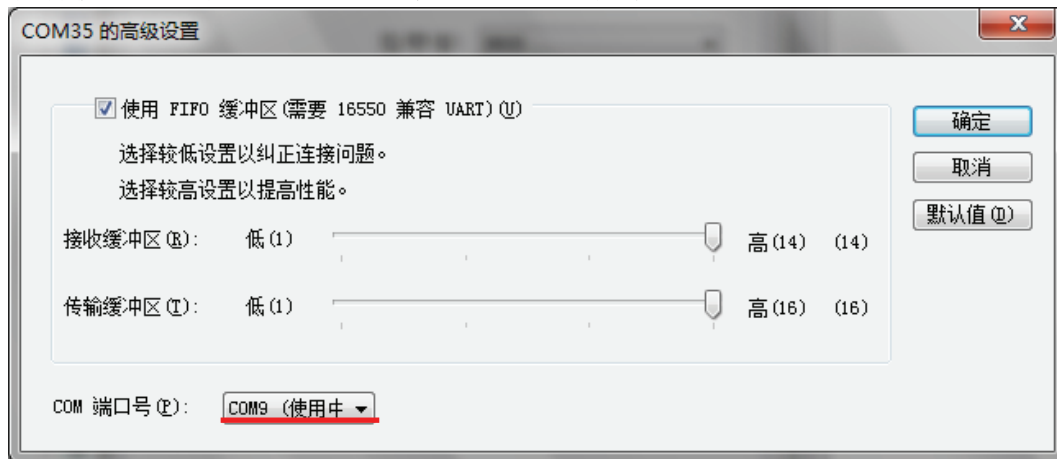 COM35 的高级设置
使用 FIFO 缓冲区(需要 16550 兼容 UART)(U)
选择较低设置以纠正连接问题。
选择较高设置以提高性能。
接收缓冲区(R): 低(1) 高(14) (14)
传输缓冲区(T): 低(1) 高(16) (16)
COM 端口号(P): COM9 (使用中
确定
取消
默认值(D)